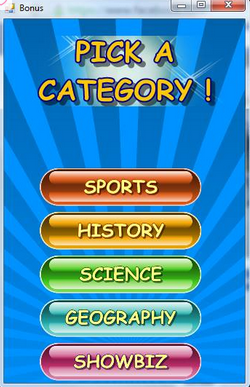 Bonus
PICK A
CATEGORY !
SPORTS
HISTORY
SCIENCE
GEOGRAPHY
SHOWBIZ